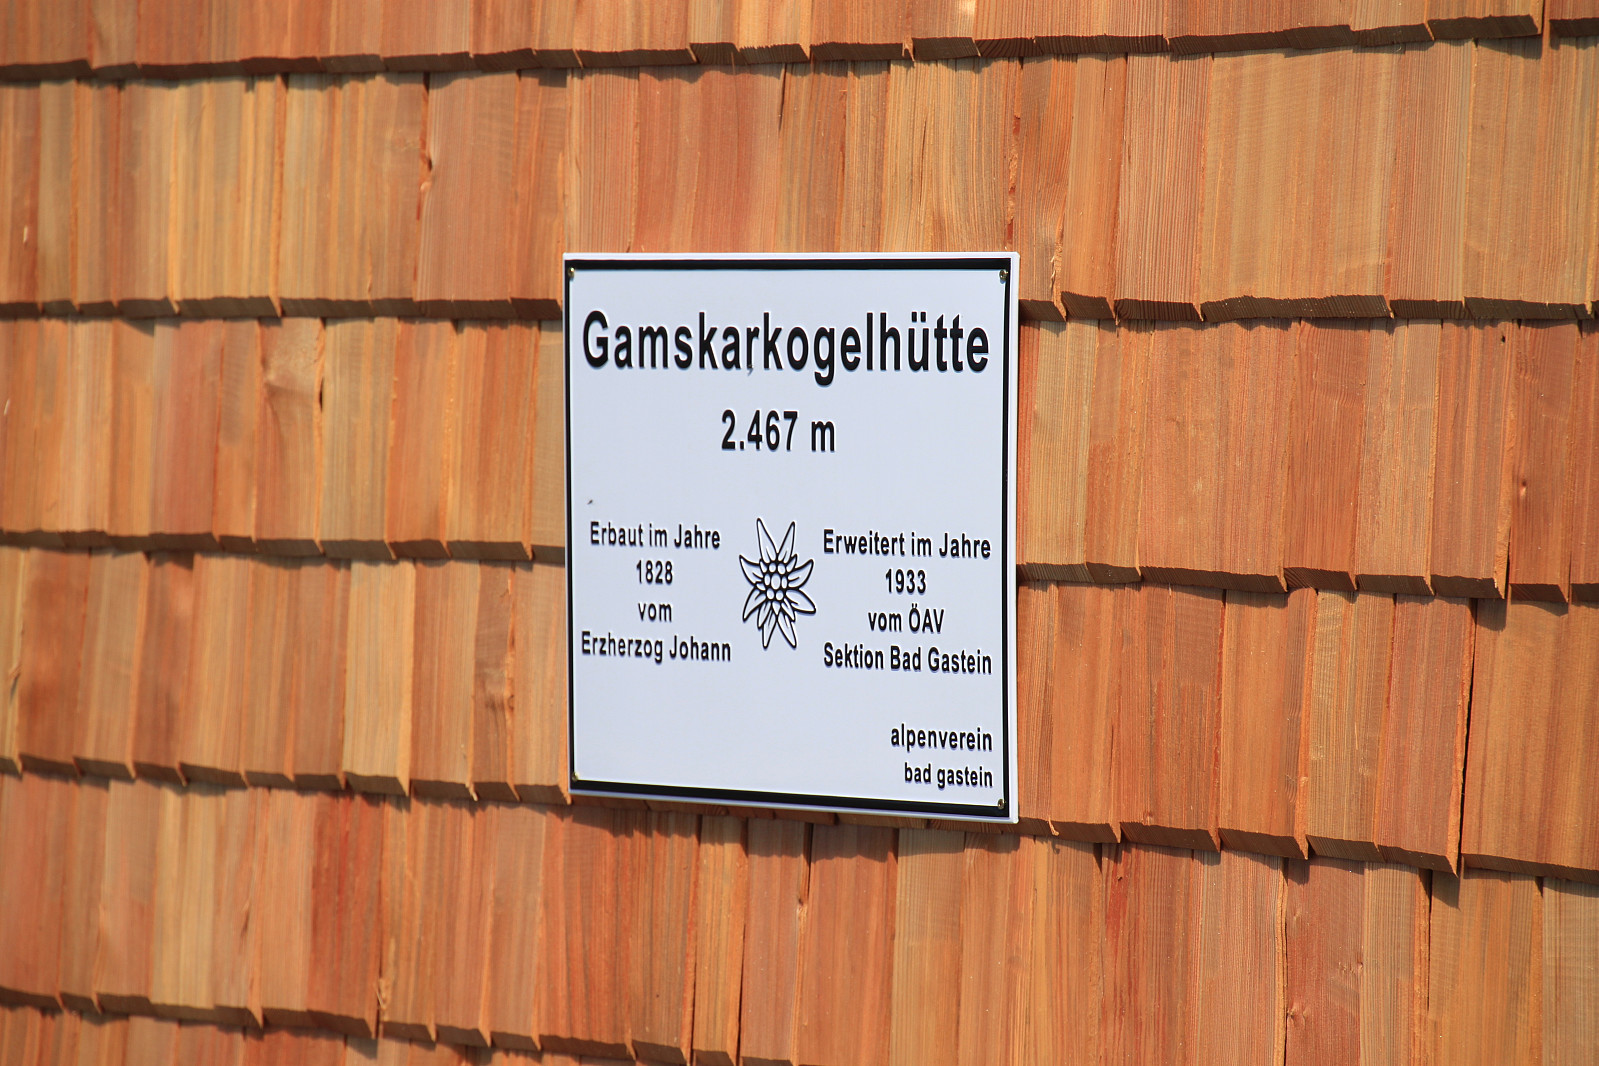 Gamskarkogelhütte
2.467 m
Erbaut im Jahre
1828
vom
Erzherzog Johann
Erweitert im Jahre
1933
vom ÖAV
Sektion Bad Gastein
alpenverein
bad gastein